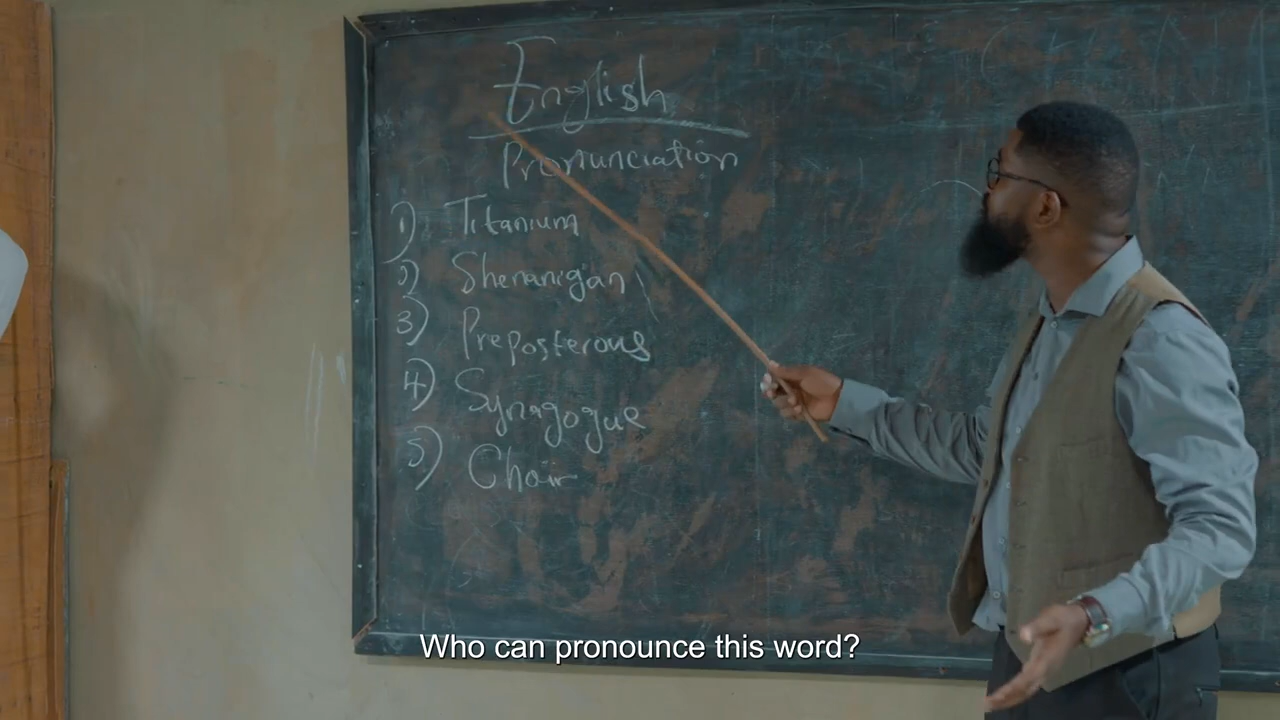 English
Pronunciation
1) Titanium
2) Shenanigan
3) Preposterous
4) Synagogue
5) Choir
Who can pronounce this word?